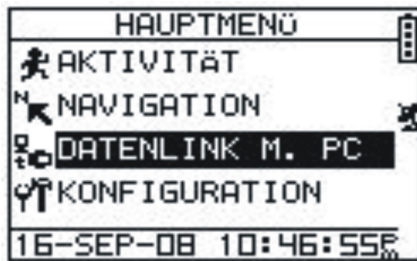 HAUPTMENÜ
AKTIVITÄT
N NAVIGATION
DATENLINK M. PC
KONFIGURATION
16-SEP-08 10:46:55